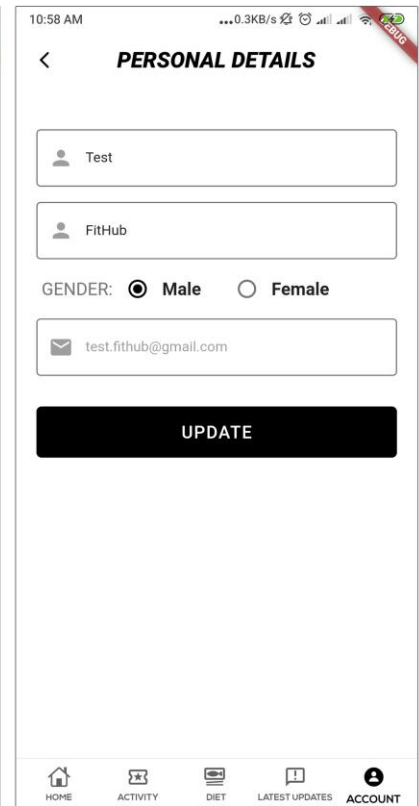 10:58 AM ...0.3KB/s
DEBUG
PERSONAL DETAILS
Test
FitHub
GENDER: Male Female
test.fithub@gmail.com
UPDATE
HOME ACTIVITY DIET LATEST UPDATES ACCOUNT